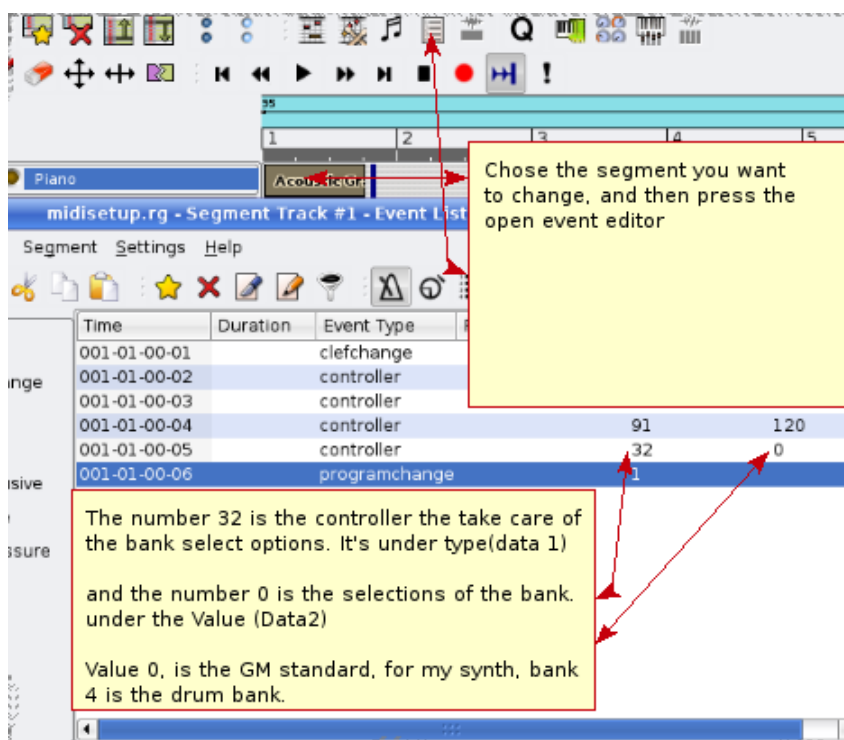 Q
!
35
1 2 3 4 5
Piano
Acoustic Gr
Chose the segment you want
to change, and then press the
open event editor
midisetup.rg - Segment Track #1 - Event List
Segment Settings Help
Time Duration Event Type
001-01-00-01 clefchange
001-01-00-02 controller
001-01-00-03 controller
001-01-00-04 controller 91 120
001-01-00-05 controller 32 0
001-01-00-06 programchange 1
The number 32 is the controller the take care of
the bank select options. It's under type(data 1)
and the number 0 is the selections of the bank.
under the Value (Data2)
Value 0, is the GM standard, for my synth, bank
4 is the drum bank.